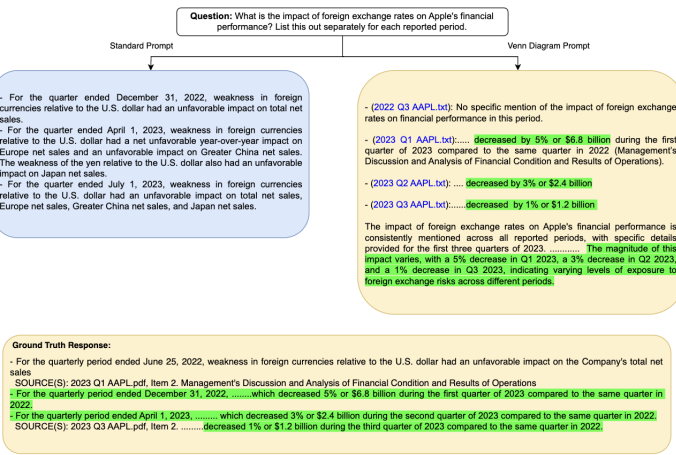 Question: What is the impact of foreign exchange rates on Apple's financial
performance? List this out separately for each reported period.
Standard Prompt
Venn Diagram Prompt
- For the quarter ended December 31, 2022, weakness in foreign
currencies relative to the U.S. dollar had an unfavorable impact on total net
sales.
- For the quarter ended April 1, 2023, weakness in foreign currencies
relative to the U.S. dollar had a net unfavorable year-over-year impact on
Europe net sales and an unfavorable impact on Greater China net sales.
The weakness of the yen relative to the U.S. dollar also had an unfavorable
impact on Japan net sales.
- For the quarter ended July 1, 2023, weakness in foreign currencies
relative to the U.S. dollar had an unfavorable impact on total net sales,
Europe net sales, Greater China net sales, and Japan net sales.
- (2022 Q3 AAPL.txt): No specific mention of the impact of foreign exchange
rates on financial performance in this period.
- (2023 Q1 AAPL.txt):..... decreased by 5% or $6.8 billion during the first
quarter of 2023 compared to the same quarter in 2022 (Management's
Discussion and Analysis of Financial Condition and Results of Operations).
- (2023 Q2 AAPL.txt): .... decreased by 3% or $2.4 billion
- (2023 Q3 AAPL.txt):......decreased by 1% or $1.2 billion
The impact of foreign exchange rates on Apple's financial performance is
consistently mentioned across all reported periods, with specific details
provided for the first three quarters of 2023. ............ The magnitude of this
impact varies, with a 5% decrease in Q1 2023, a 3% decrease in Q2 2023,
and a 1% decrease in Q3 2023, indicating varying levels of exposure to
foreign exchange risks across different periods.
Ground Truth Response:
- For the quarterly period ended June 25, 2022, weakness in foreign currencies relative to the U.S. dollar had an unfavorable impact on the Company's total net
sales
SOURCE(S): 2023 Q1 AAPL.pdf, Item 2. Management's Discussion and Analysis of Financial Condition and Results of Operations
- For the quarterly period ended December 31, 2022, ........which decreased 5% or $6.8 billion during the first quarter of 2023 compared to the same quarter in
2022.
- For the quarterly period ended April 1, 2023, ......... which decreased 3% or $2.4 billion during the second quarter of 2023 compared to the same quarter in 2022.
SOURCE(S): 2023 Q3 AAPL.pdf, Item 2. .........decreased 1% or $1.2 billion during the third quarter of 2023 compared to the same quarter in 2022.